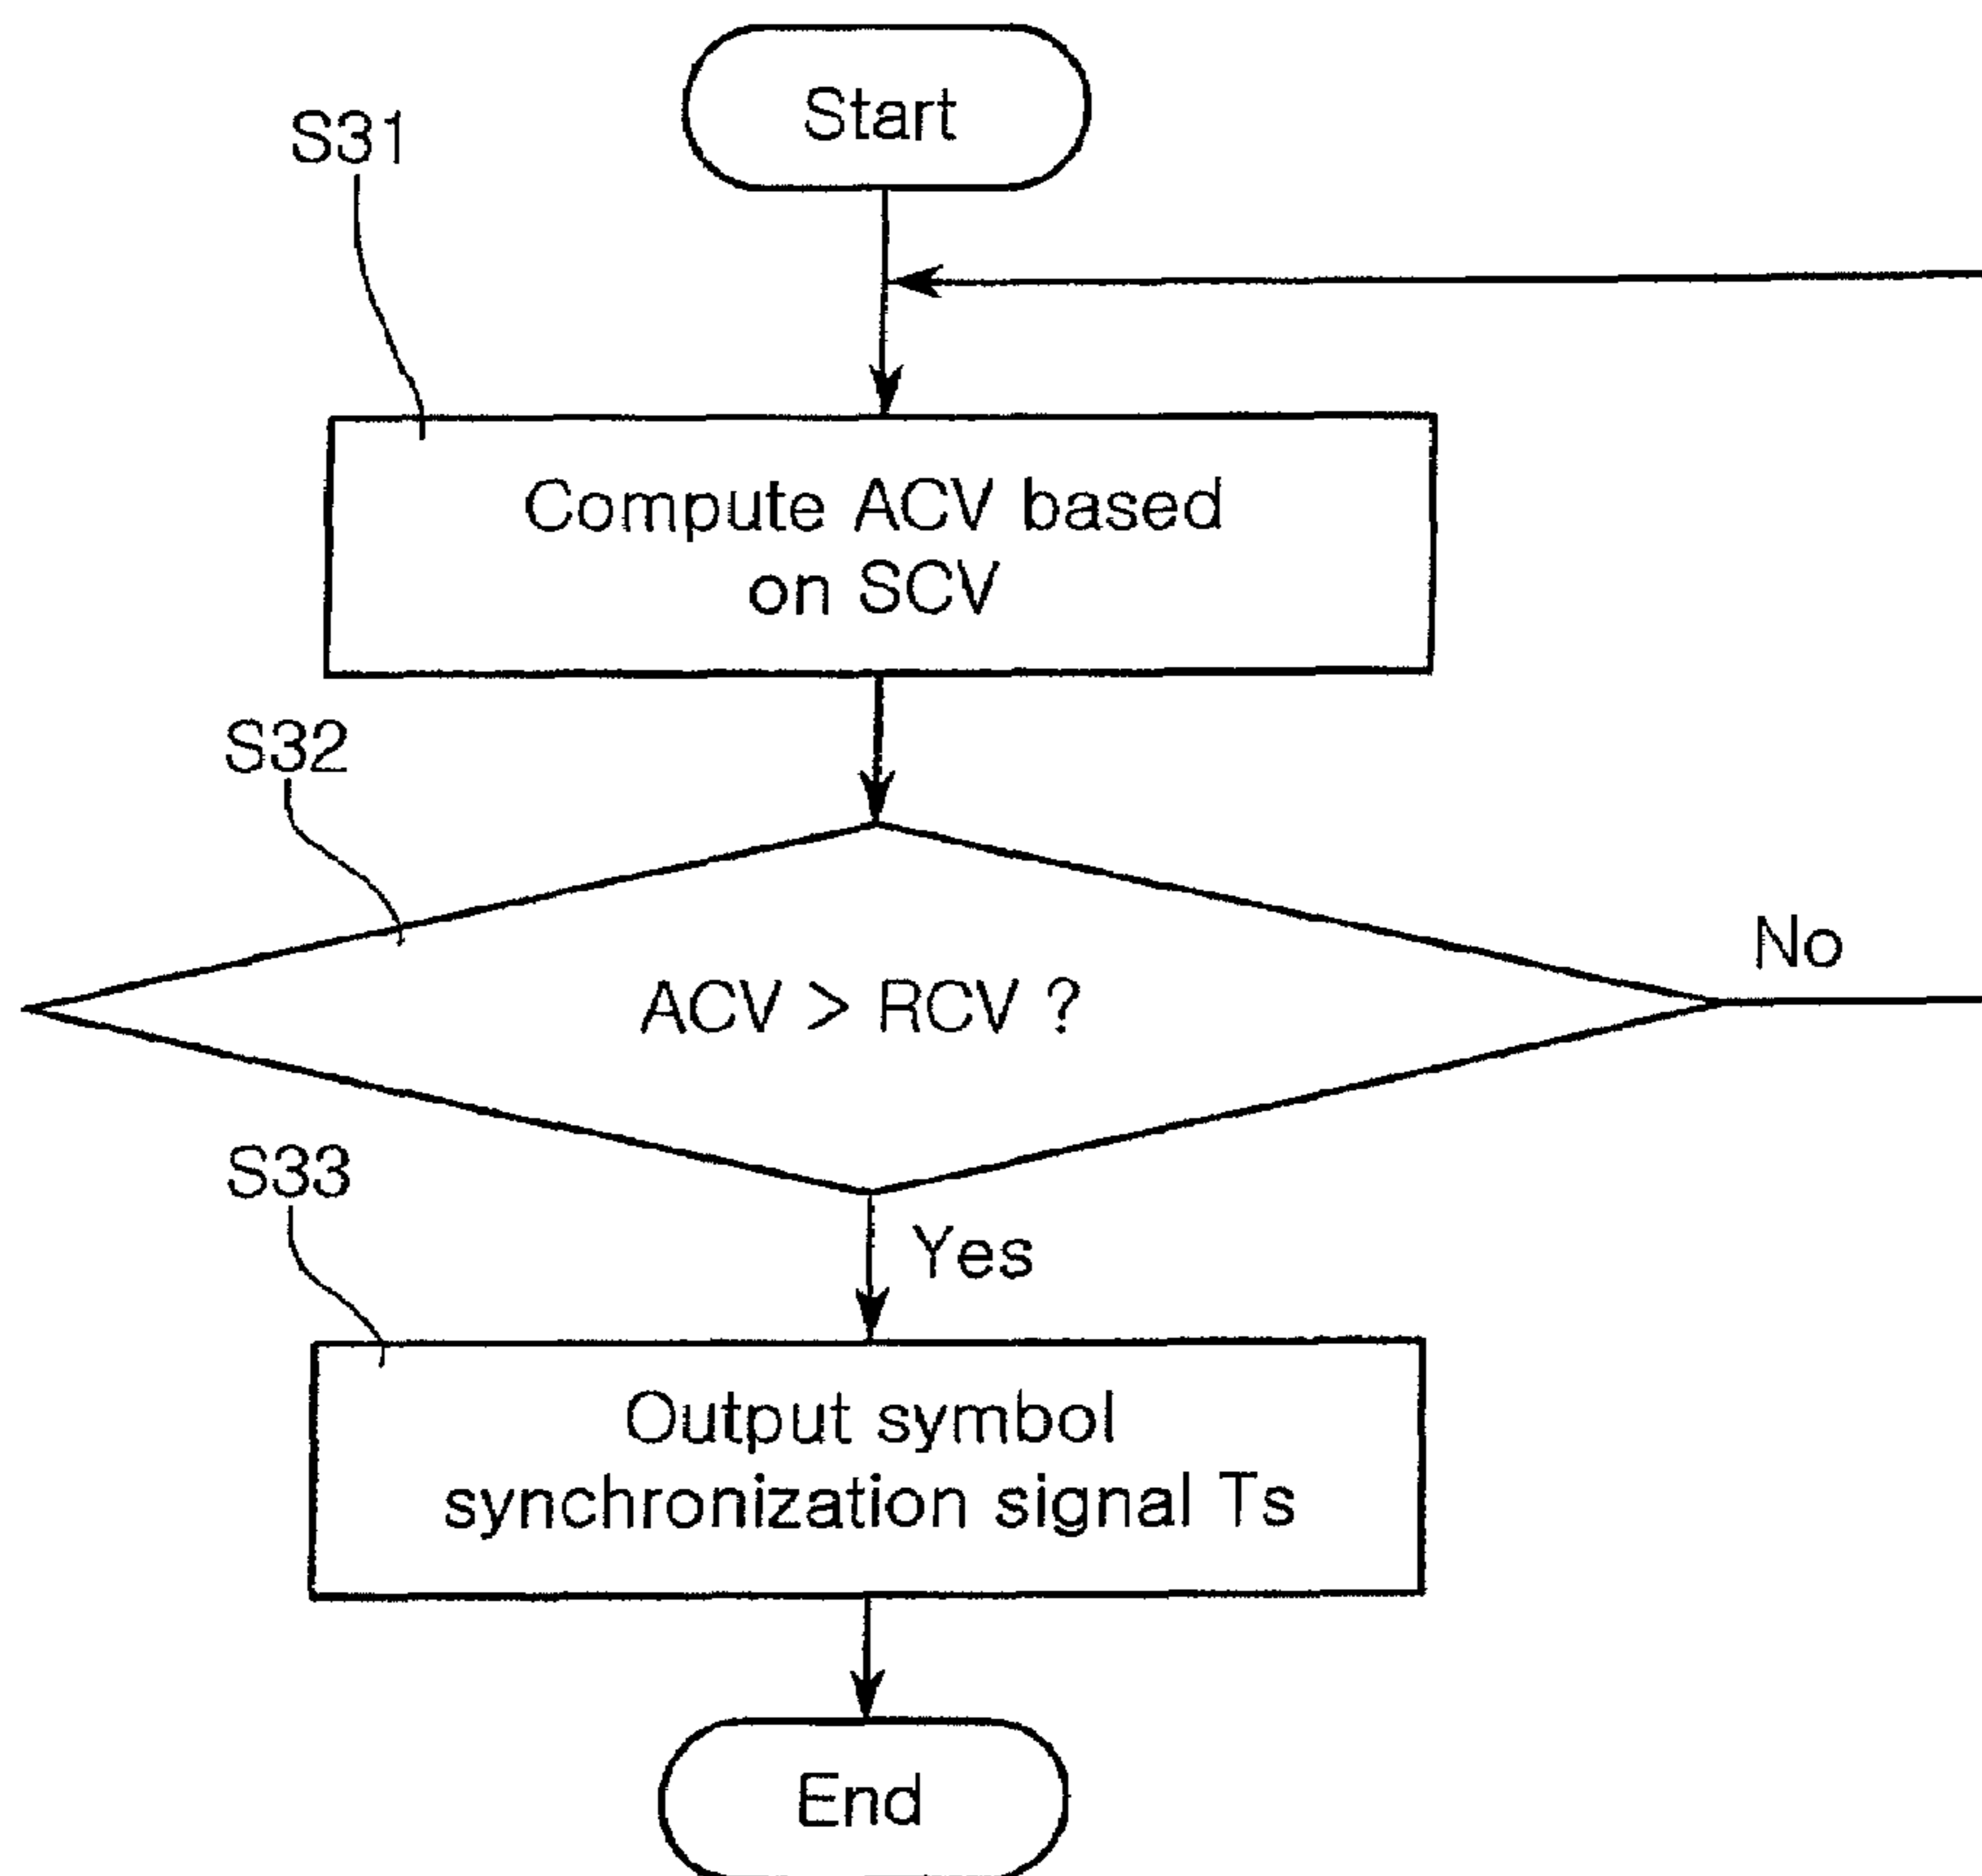 Start
S31
Compute ACV based
on SCV
S32
ACV > RCV ?
No
S33
Yes
Output symbol
synchronization signal Ts
End